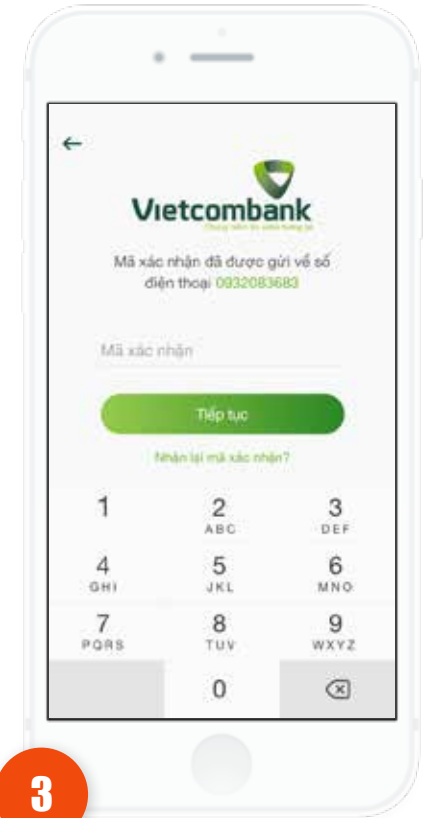 ←
Vietcombank
Mã xác nhận đã được gửi về số
điện thoại 0932083683
Mã xác nhận
Tiếp tục
Nhận lại mã xác nhận?
1 2 3
ABC DEF
4 5 6
GHI JKL MNO
7 8 9
PQRS TUV WXYZ
0
3